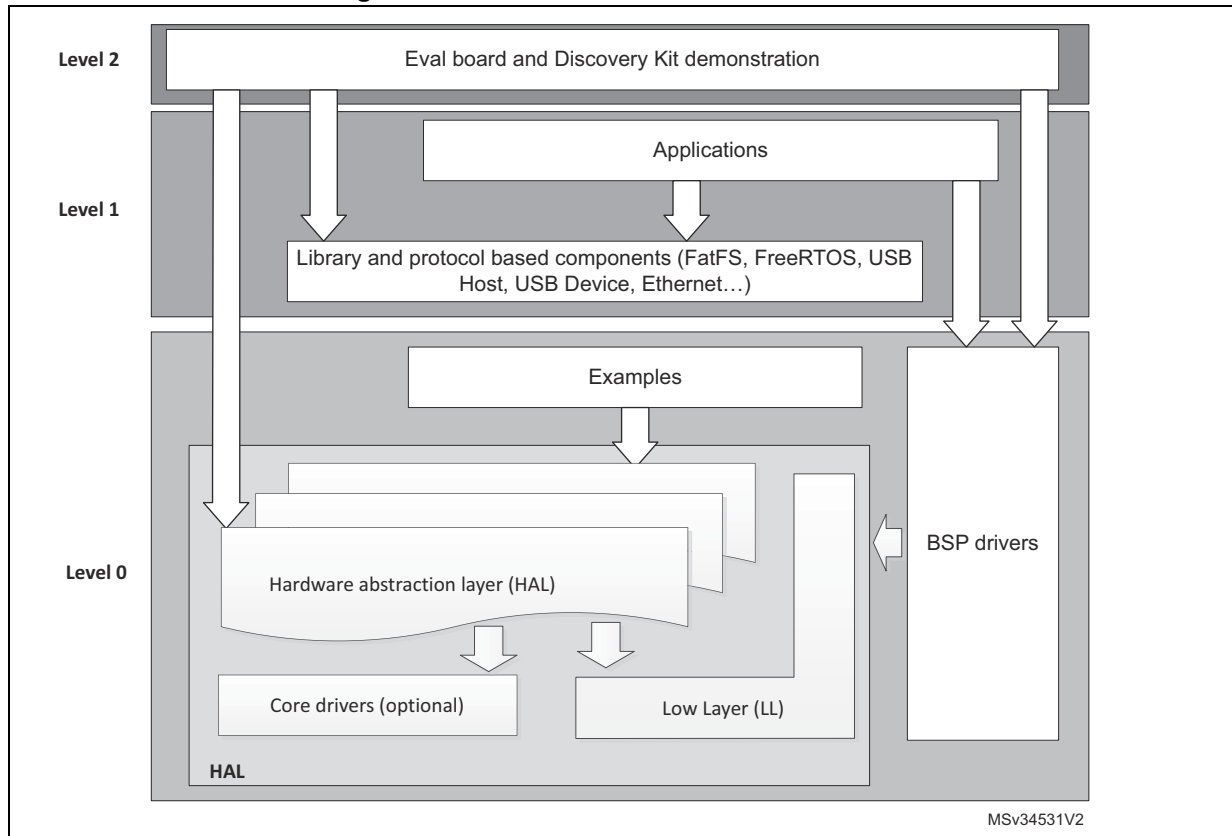 Level 2
Eval board and Discovery Kit demonstration
Applications
Level 1
Library and protocol based components (FatFS, FreeRTOS, USB
Host, USB Device, Ethernet…)
Examples
BSP drivers
Level 0
Hardware abstraction layer (HAL)
Core drivers (optional)
Low Layer (LL)
HAL
MSv34531V2